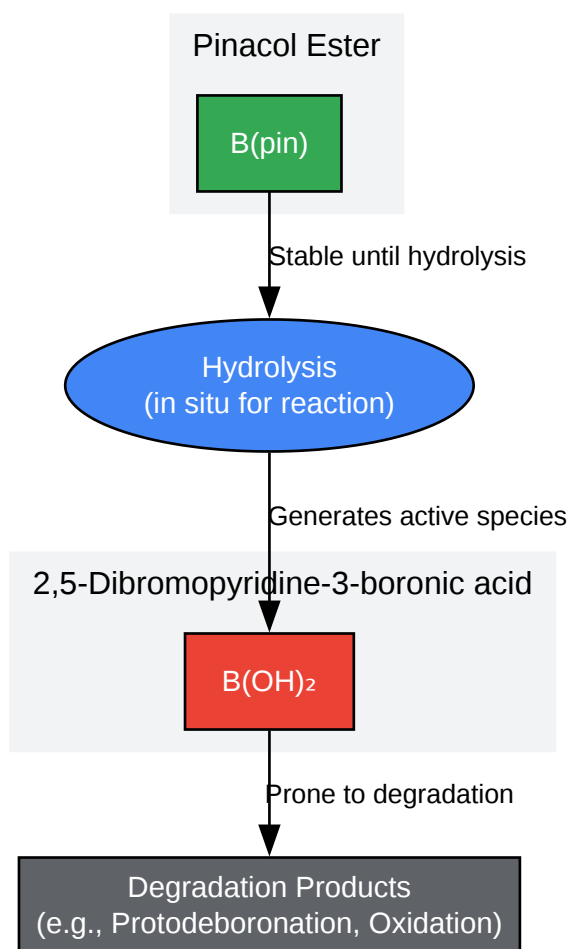 Pinacol Ester
B(pin)
Stable until hydrolysis
Hydrolysis
(in situ for reaction)
Generates active species
2,5-Dibromopyridine-3-boronic acid
B(OH)₂
Prone to degradation
Degradation Products
(e.g., Protodeboronation, Oxidation)